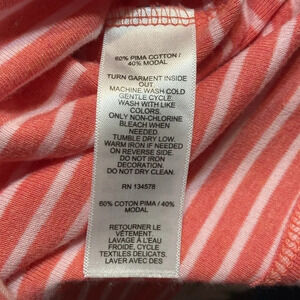 60% PIMA COTTON /
40% MODAL
TURN GARMENT INSIDE
OUT
MACHINE WASH COLD
GENTLE CYCLE;
WASH WITH LIKE
COLORS,
ONLY NON-CHLORINE
BLEACH WHEN
NEEDED.
TUMBLE DRY LOW.
WARM IRON IF NEEDED
ON REVERSE SIDE.
DO NOT IRON
DECORATION.
DO NOT DRY CLEAN.
RN 134578
60% COTON PIMA / 40%
MODAL
RETOURNER LE
VÊTEMENT.
LAVAGE À L'EAU
FROIDE, CYCLE
TEXTILES DELICATS.
LAVER AVEC DES